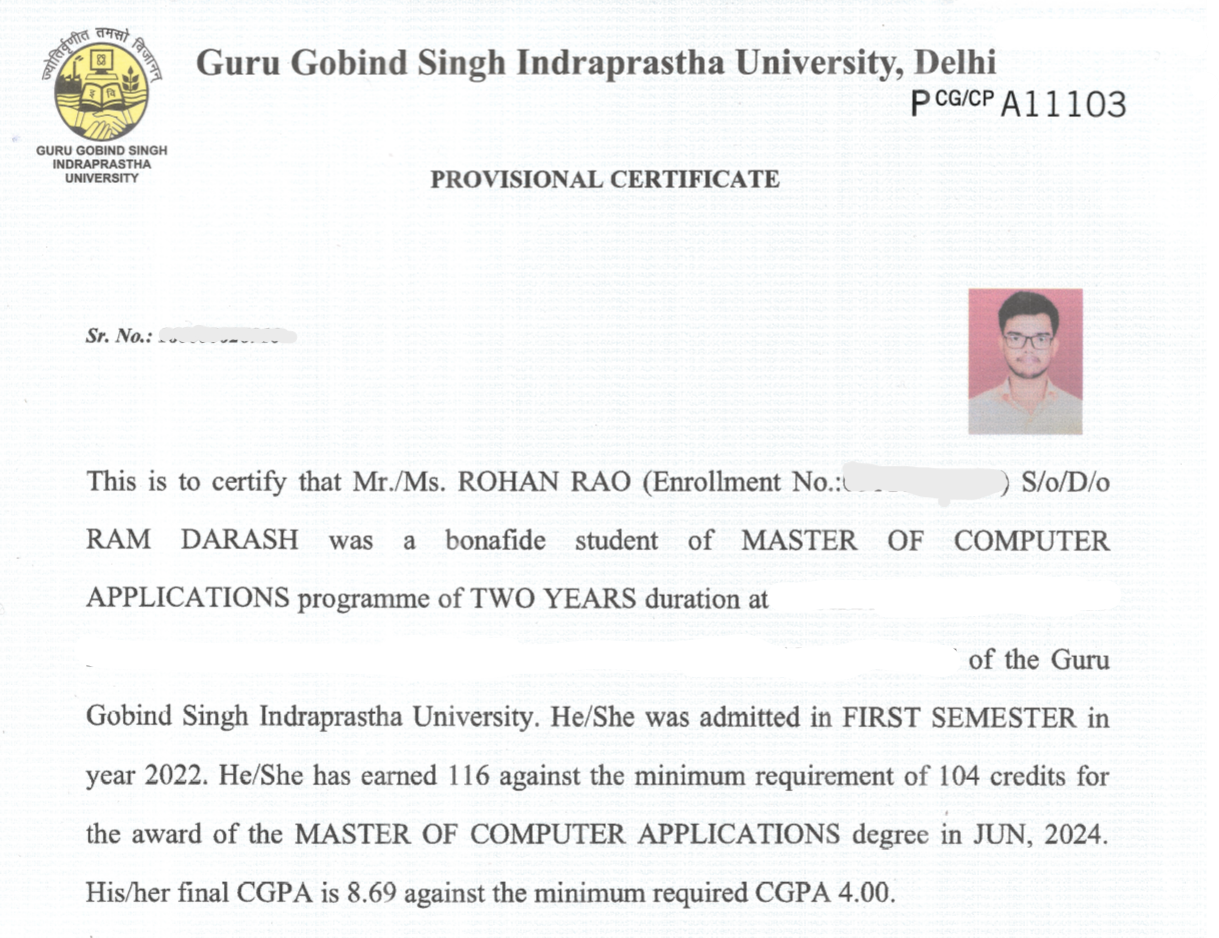 ज्योतिर्वृणीत तमसो विजानन
इ वि
GURU GOBIND SINGH
INDRAPRASTHA
UNIVERSITY
Guru Gobind Singh Indraprastha University, Delhi
P CG/CP A11103
PROVISIONAL CERTIFICATE
Sr. No.:
This is to certify that Mr./Ms. ROHAN RAO (Enrollment No.: ) S/o/D/o
RAM DARASH was a bonafide student of MASTER OF COMPUTER
APPLICATIONS programme of TWO YEARS duration at
of the Guru
Gobind Singh Indraprastha University. He/She was admitted in FIRST SEMESTER in
year 2022. He/She has earned 116 against the minimum requirement of 104 credits for
the award of the MASTER OF COMPUTER APPLICATIONS degree in JUN, 2024.
His/her final CGPA is 8.69 against the minimum required CGPA 4.00.